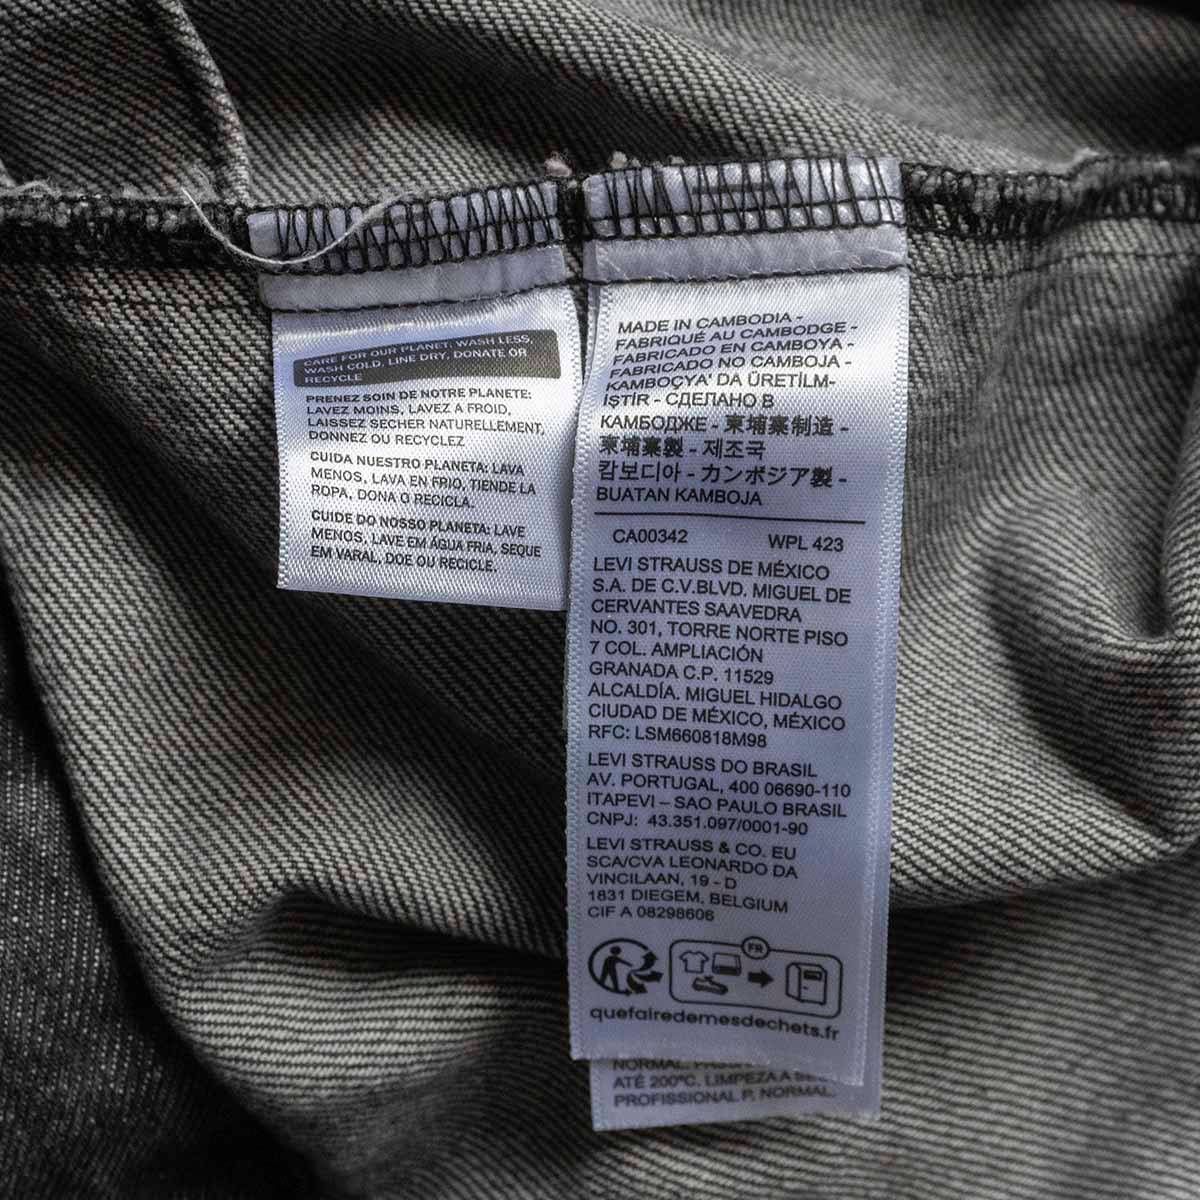 CARE FOR OUR PLANET: WASH LESS,
WASH COLD, LINE DRY, DONATE OR
RECYCLE
PRENEZ SOIN DE NOTRE PLANETE:
LAVEZ MOINS, LAVEZ A FROID,
LAISSEZ SECHER NATURELLEMENT,
DONNEZ OU RECYCLEZ
CUIDA NUESTRO PLANETA: LAVA
MENOS, LAVA EN FRIO, TIENDE LA
ROPA, DONA O RECICLA.
CUIDE DO NOSSO PLANETA: LAVE
MENOS, LAVE EM ÁGUA FRIA, SEQUE
EM VARAL, DOE OU RECICLE.
MADE IN CAMBODIA -
FABRIQUÉ AU CAMBODGE -
FABRICADO EN CAMBOYA -
FABRICADO NO CAMBOJA -
KAMBOÇYA' DA ÜRETİLM-
İŞTİR - СДЕЛАНО В
КАМБОДЖЕ - 柬埔寨制造 -
柬埔寨製 - 제조국
캄보디아 - カンボジア製 -
BUATAN KAMBOJA
CA00342 WPL 423
LEVI STRAUSS DE MÉXICO
S.A. DE C.V.BLVD. MIGUEL DE
CERVANTES SAAVEDRA
NO. 301, TORRE NORTE PISO
7 COL. AMPLIACIÓN
GRANADA C.P. 11529
ALCALDÍA. MIGUEL HIDALGO
CIUDAD DE MÉXICO, MÉXICO
RFC: LSM660818M98
LEVI STRAUSS DO BRASIL
AV. PORTUGAL, 400 06690-110
ITAPEVI – SAO PAULO BRASIL
CNPJ: 43.351.097/0001-90
LEVI STRAUSS & CO. EU
SCA/CVA LEONARDO DA
VINCILAAN, 19 - D
1831 DIEGEM, BELGIUM
CIF A 08298606
FR
quefairedemesdechets.fr
NORMAL.
ATÉ 200ºC. LIMPEZA A
PROFISSIONAL P. NORMAL.